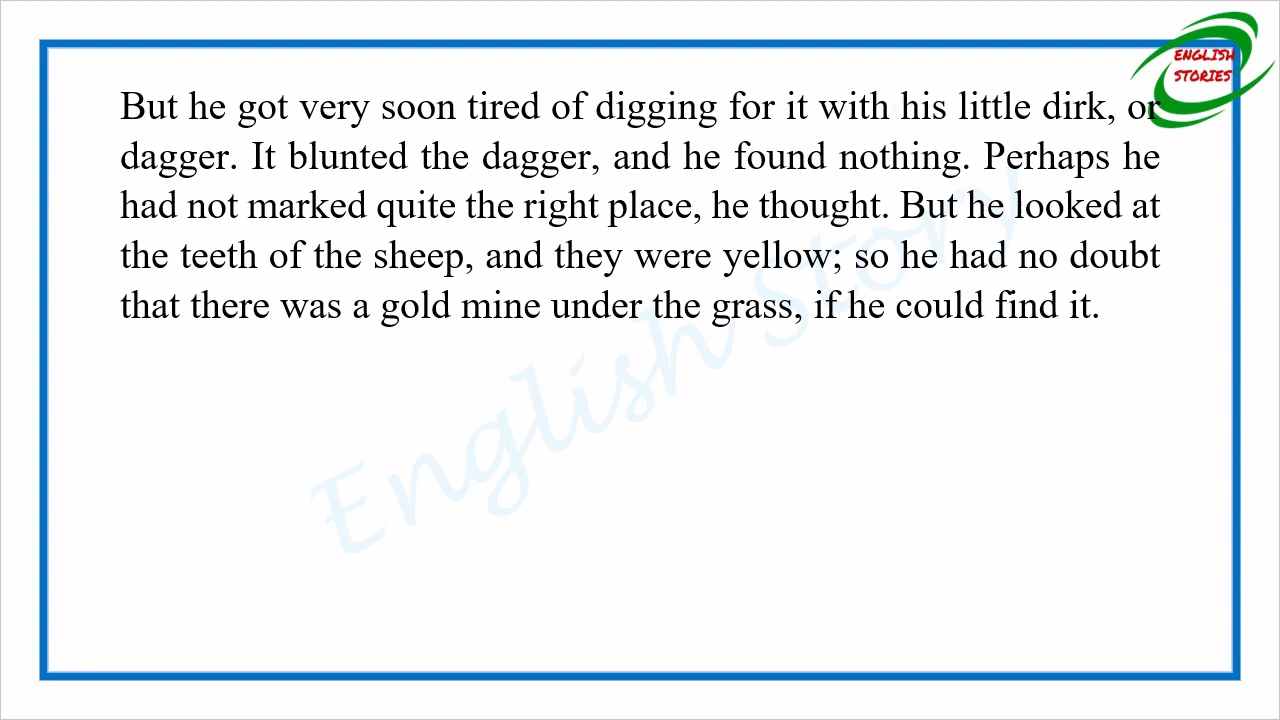 ENGLISH
STORIES
But he got very soon tired of digging for it with his little dirk, or
dagger. It blunted the dagger, and he found nothing. Perhaps he
had not marked quite the right place, he thought. But he looked at
the teeth of the sheep, and they were yellow; so he had no doubt
that there was a gold mine under the grass, if he could find it.
English Story